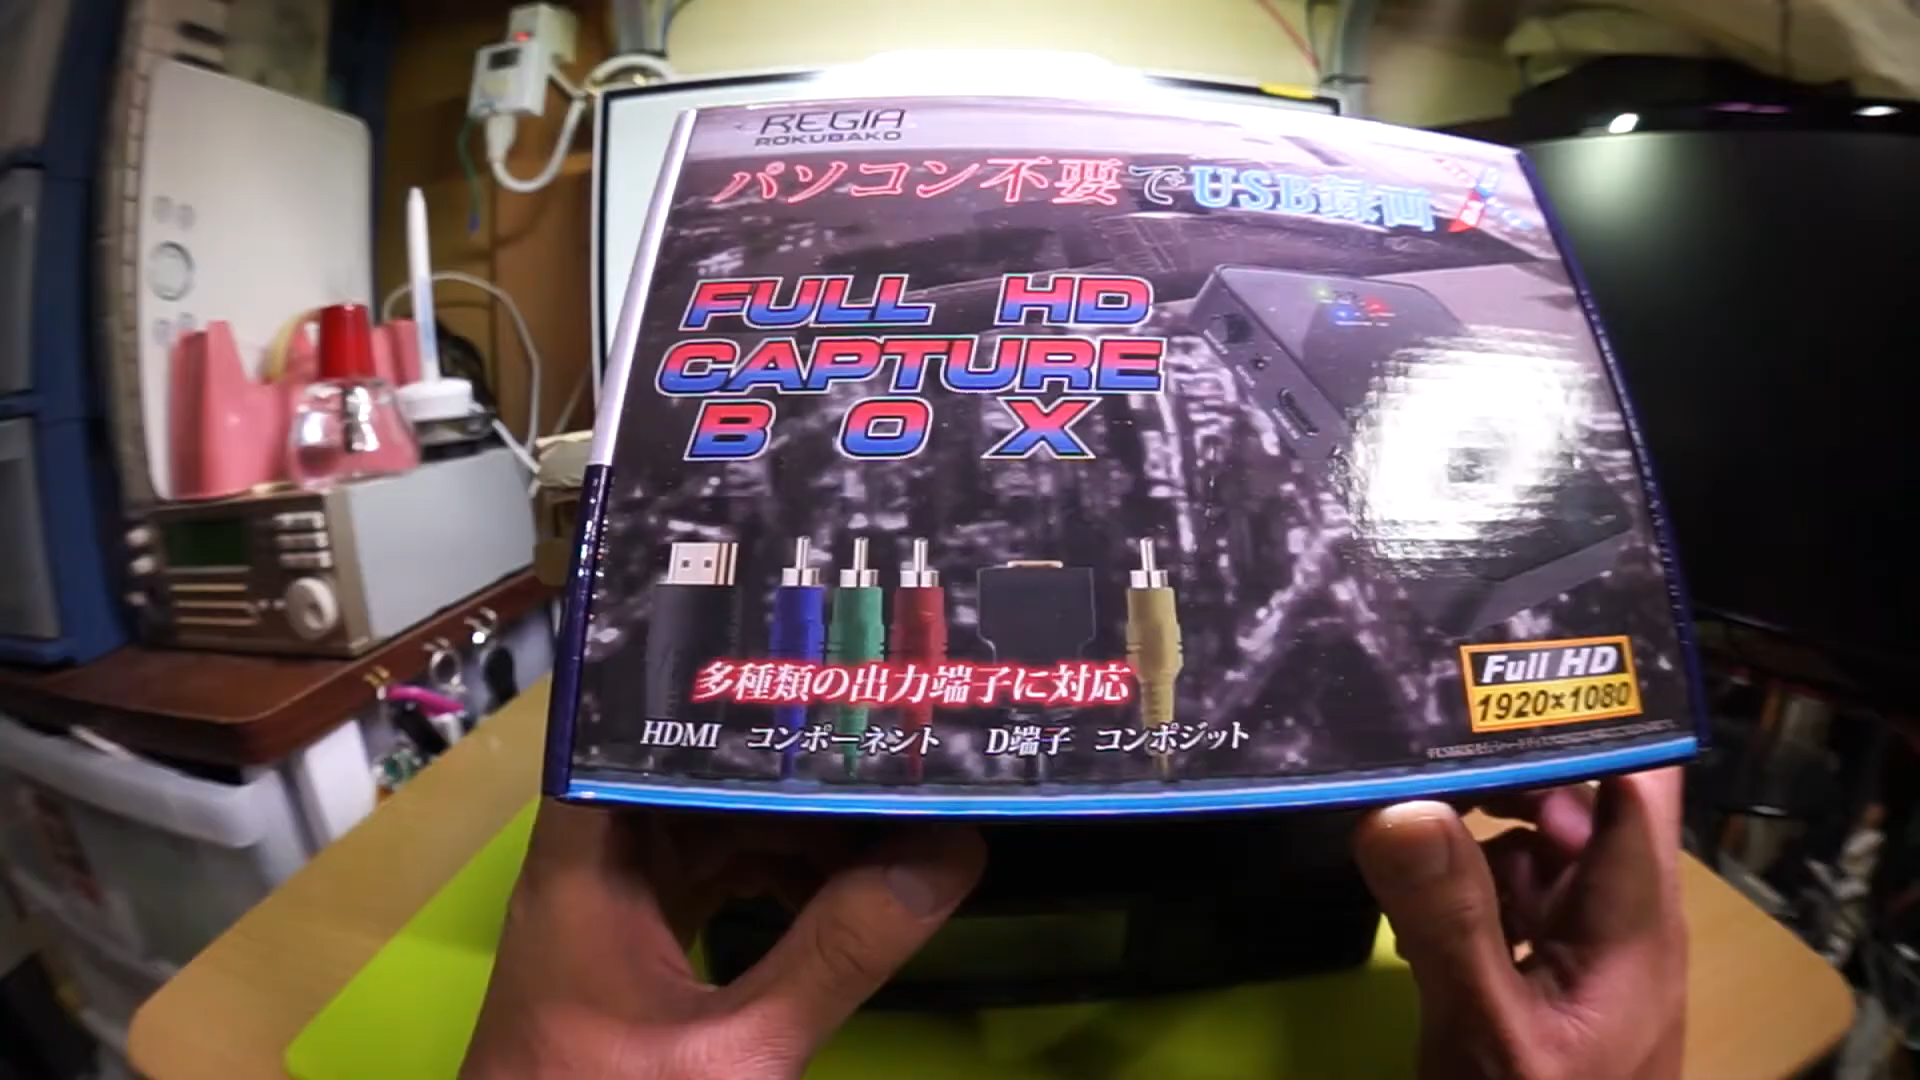 REGIA
ROKUBAKO
パソコン不要でUSB録画
FULL HD
CAPTURE
BOX
多種類の出力端子に対応
HDMI コンポーネント D端子 コンポジット
Full HD
1920×1080